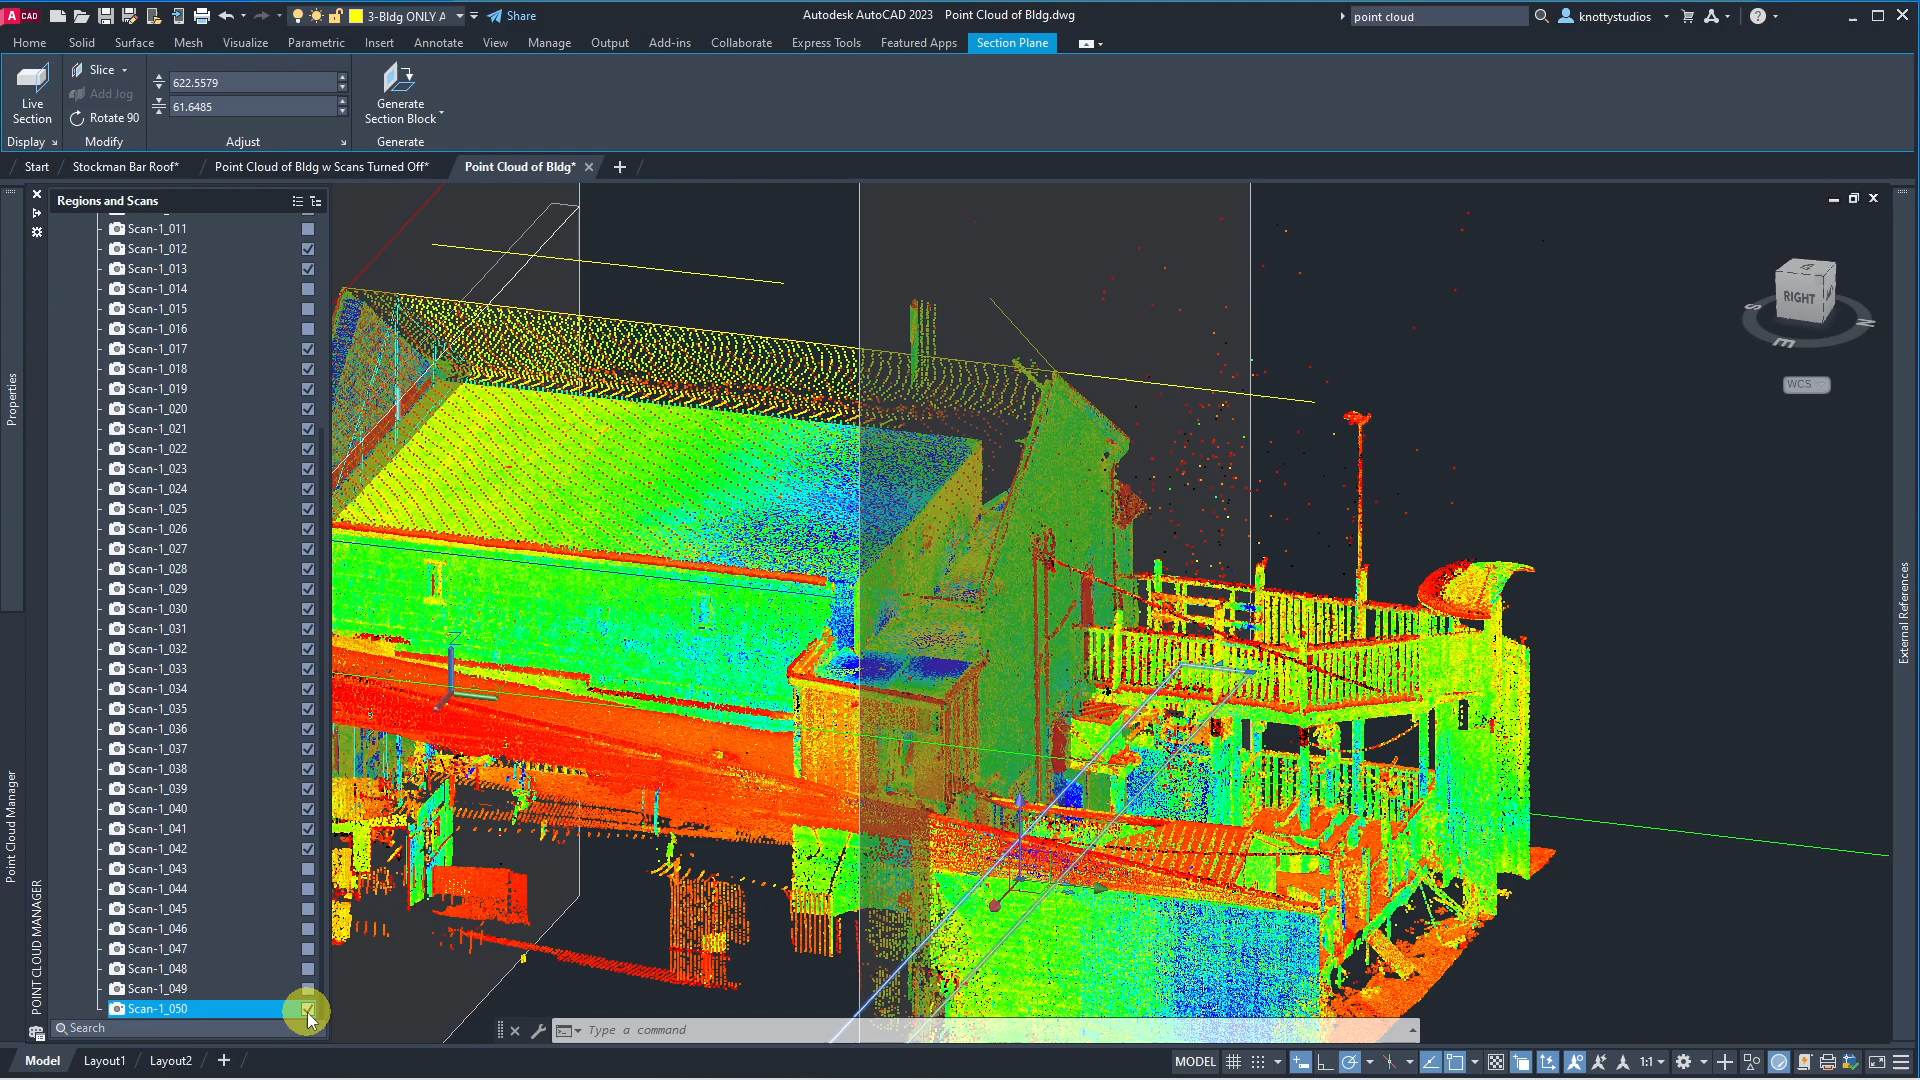 CAD
3-Bldg ONLY A
Share
Autodesk AutoCAD 2023 Point Cloud of Bldg.dwg
point cloud
knottystudios
Home Solid Surface Mesh Visualize Parametric Insert Annotate View Manage Output Add-ins Collaborate Express Tools Featured Apps Section Plane
Live
Section
Slice
Add Jog
Rotate 90
622.5579
61.6485
Generate
Section Block
Display Modify Adjust Generate
Start Stockman Bar Roof* Point Cloud of Bldg w Scans Turned Off* Point Cloud of Bldg*
Regions and Scans
Scan-1_011
Scan-1_012
Scan-1_013
Scan-1_014
Scan-1_015
Scan-1_016
Scan-1_017
Scan-1_018
Scan-1_019
Scan-1_020
Scan-1_021
Scan-1_022
Scan-1_023
Scan-1_024
Scan-1_025
Scan-1_026
Scan-1_027
Scan-1_028
Scan-1_029
Scan-1_030
Scan-1_031
Scan-1_032
Scan-1_033
Scan-1_034
Scan-1_035
Scan-1_036
Scan-1_037
Scan-1_038
Scan-1_039
Scan-1_040
Scan-1_041
Scan-1_042
Scan-1_043
Scan-1_044
Scan-1_045
Scan-1_046
Scan-1_047
Scan-1_048
Scan-1_049
Scan-1_050
Search
Properties
Point Cloud Manager
POINT CLOUD MANAGER
RIGHT
S
E
N
WCS
Z
External References
Type a command
Model Layout1 Layout2
MODEL
1:1